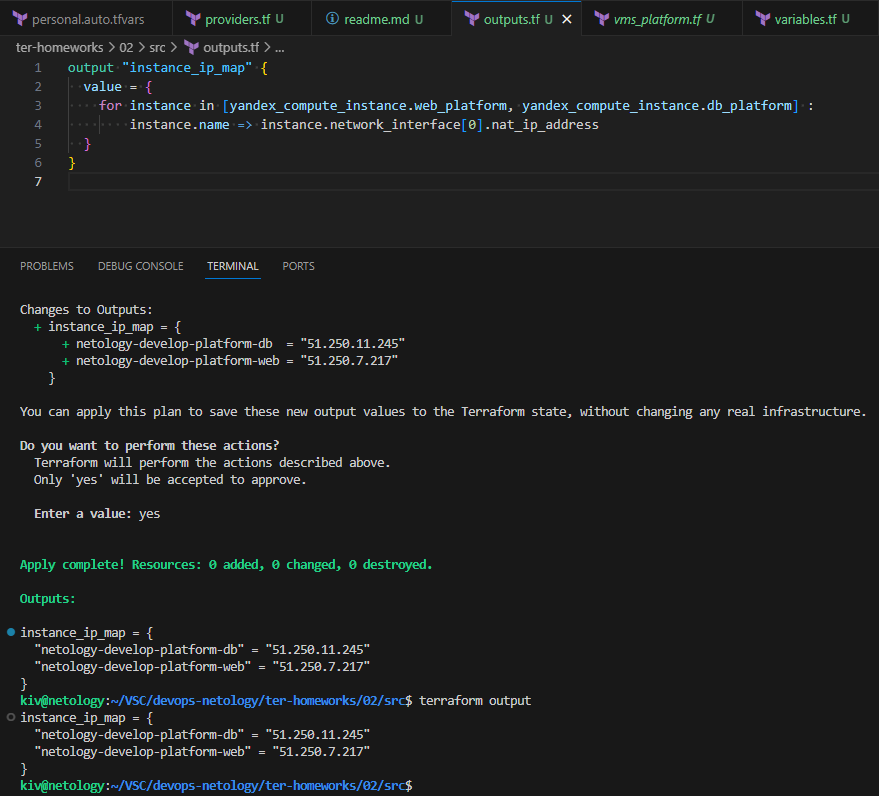 personal.auto.tfvars providers.tf U readme.md U outputs.tf U vms_platform.tf U variables.tf U
ter-homeworks > 02 > src > outputs.tf > ...
1 output "instance_ip_map" {
2   value = {
3     for instance in [yandex_compute_instance.web_platform, yandex_compute_instance.db_platform] :
4         instance.name => instance.network_interface[0].nat_ip_address
5   }
6 }
7
PROBLEMS DEBUG CONSOLE TERMINAL PORTS
Changes to Outputs:
  + instance_ip_map = {
      + netology-develop-platform-db  = "51.250.11.245"
      + netology-develop-platform-web = "51.250.7.217"
    }
You can apply this plan to save these new output values to the Terraform state, without changing any real infrastructure.
Do you want to perform these actions?
  Terraform will perform the actions described above.
  Only 'yes' will be accepted to approve.
  Enter a value: yes
Apply complete! Resources: 0 added, 0 changed, 0 destroyed.
Outputs:
instance_ip_map = {
  "netology-develop-platform-db" = "51.250.11.245"
  "netology-develop-platform-web" = "51.250.7.217"
}
kiv@netology:~/VSC/devops-netology/ter-homeworks/02/src$ terraform output
instance_ip_map = {
  "netology-develop-platform-db" = "51.250.11.245"
  "netology-develop-platform-web" = "51.250.7.217"
}
kiv@netology:~/VSC/devops-netology/ter-homeworks/02/src$